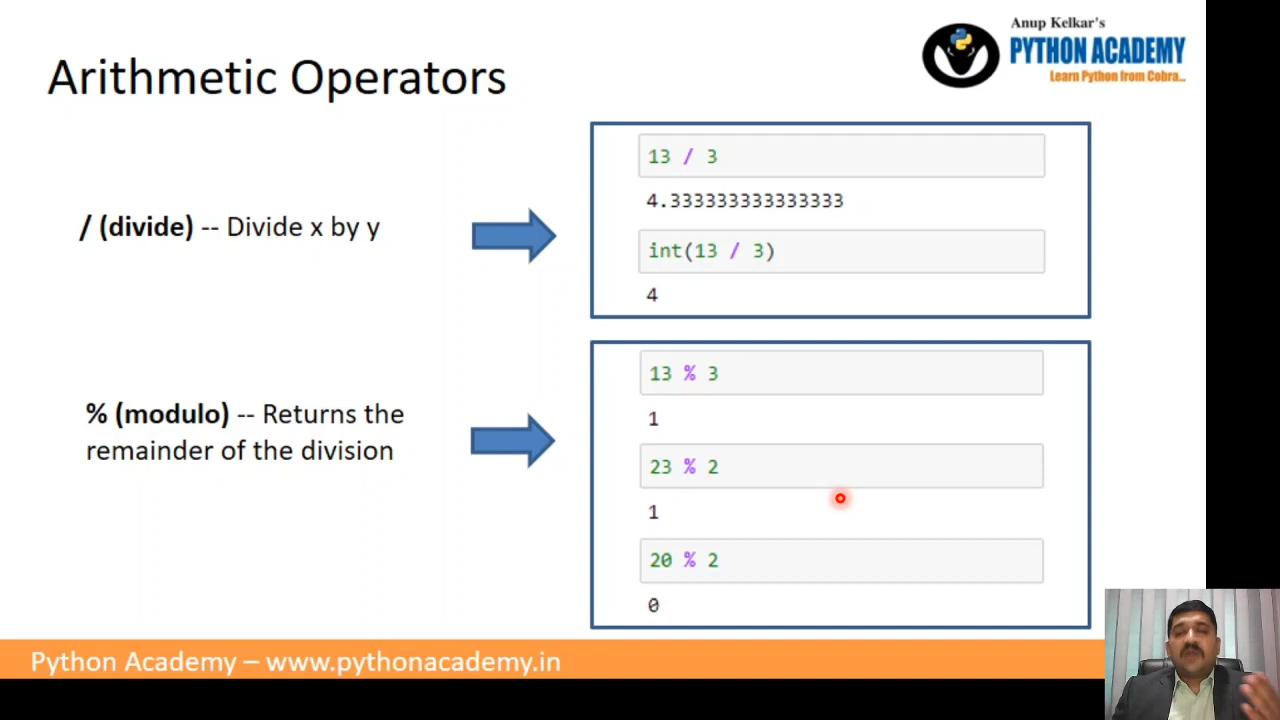 Arithmetic Operators
Anup Kelkar's
PYTHON ACADEMY
Learn Python from Cobra...
/ (divide) -- Divide x by y
13 / 3
4.333333333333333
int(13 / 3)
4
% (modulo) -- Returns the
remainder of the division
13 % 3
1
23 % 2
1
20 % 2
0
Python Academy – www.pythonacademy.in